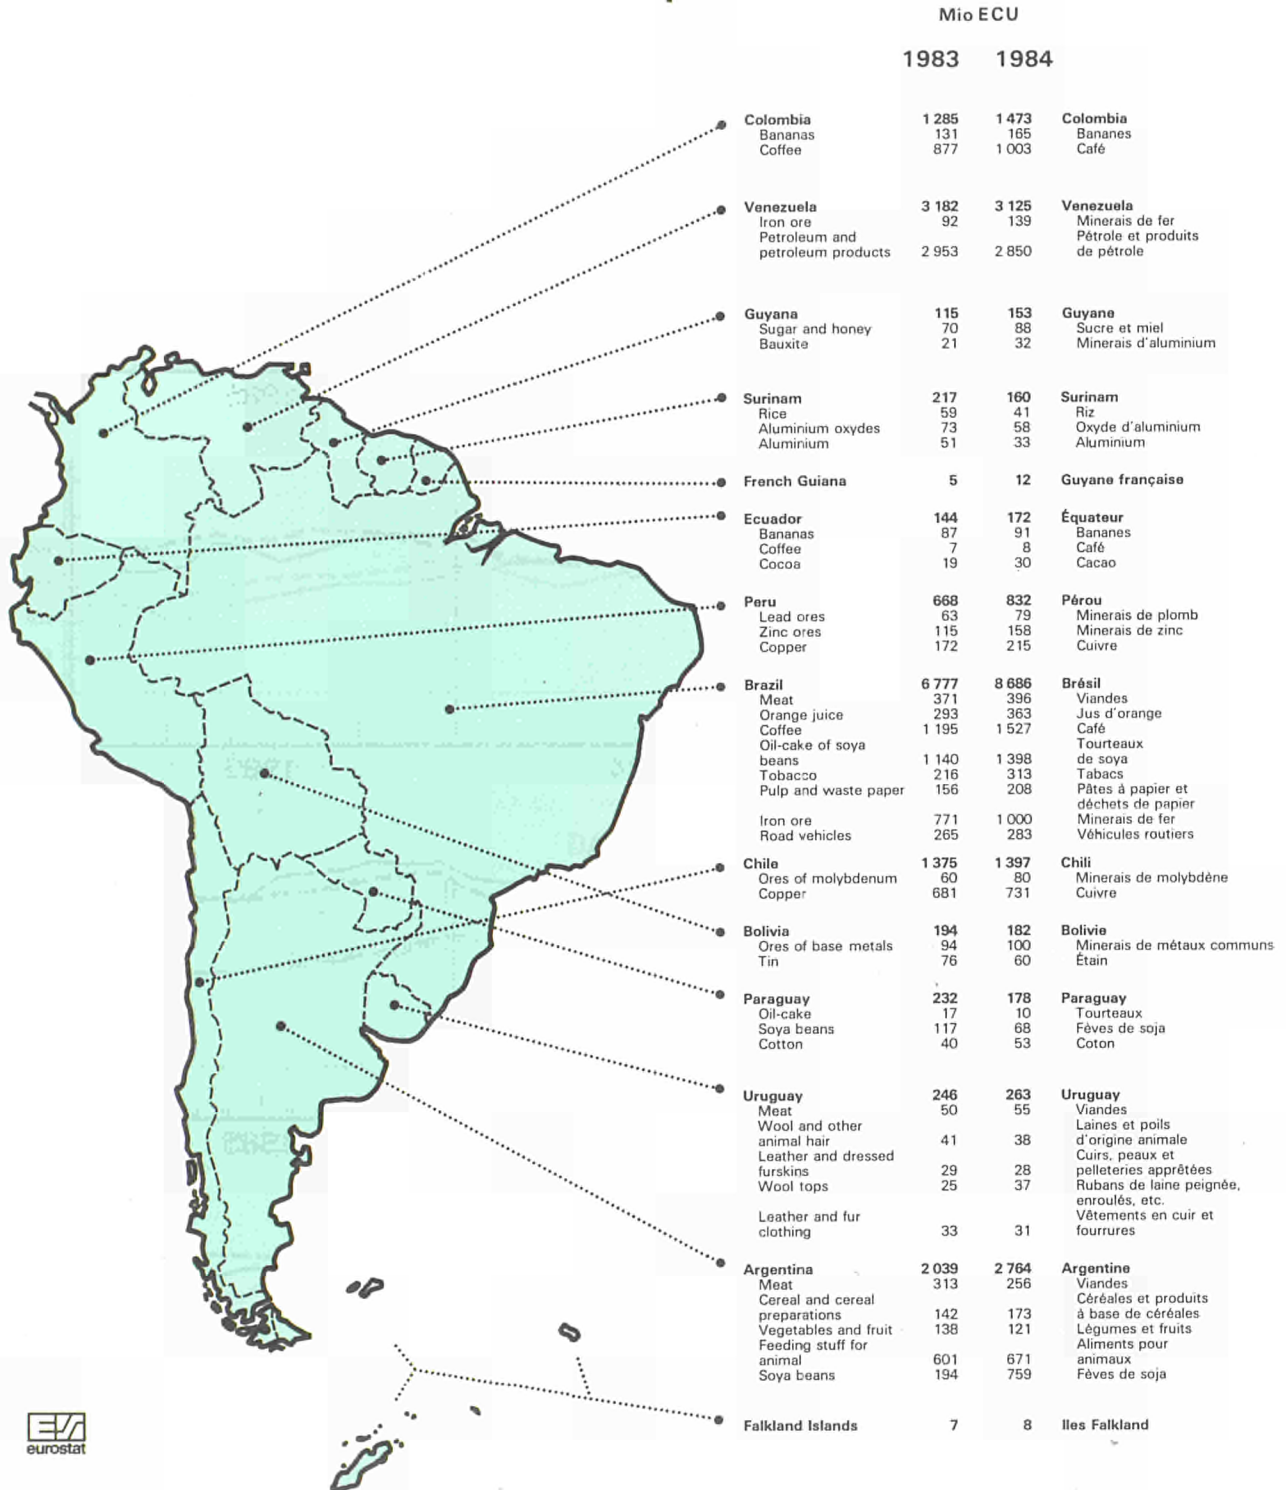 Mio ECU
1983 1984
Colombia 1 285 1 473 Colombia
Bananas 131 165 Bananes
Coffee 877 1 003 Café
Venezuela 3 182 3 125 Venezuela
Iron ore 92 139 Minerais de fer
Petroleum and Pétrole et produits
petroleum products 2 953 2 850 de pétrole
Guyana 115 153 Guyane
Sugar and honey 70 88 Sucre et miel
Bauxite 21 32 Minerais d'aluminium
Surinam 217 160 Surinam
Rice 59 41 Riz
Aluminium oxydes 73 58 Oxyde d'aluminium
Aluminium 51 33 Aluminium
French Guiana 5 12 Guyane française
Ecuador 144 172 Équateur
Bananas 87 91 Bananes
Coffee 7 8 Café
Cocoa 19 30 Cacao
Peru 668 832 Pérou
Lead ores 63 79 Minerais de plomb
Zinc ores 115 158 Minerais de zinc
Copper 172 215 Cuivre
Brazil 6 777 8 686 Brésil
Meat 371 396 Viandes
Orange juice 293 363 Jus d'orange
Coffee 1 195 1 527 Café
Oil-cake of soya Tourteaux
beans 1 140 1 398 de soya
Tobacco 216 313 Tabacs
Pulp and waste paper 156 208 Pâtes à papier et
déchets de papier
Iron ore 771 1 000 Minerais de fer
Road vehicles 265 283 Véhicules routiers
Chile 1 375 1 397 Chili
Ores of molybdenum 60 80 Minerais de molybdène
Copper 681 731 Cuivre
Bolivia 194 182 Bolivie
Ores of base metals 94 100 Minerais de métaux communs
Tin 76 60 Étain
Paraguay 232 178 Paraguay
Oil-cake 17 10 Tourteaux
Soya beans 117 68 Fèves de soja
Cotton 40 53 Coton
Uruguay 246 263 Uruguay
Meat 50 55 Viandes
Wool and other Laines et poils
animal hair 41 38 d'origine animale
Leather and dressed Cuirs, peaux et
furskins 29 28 pelleteries apprêtées
Wool tops 25 37 Rubans de laine peignée,
enroulés, etc.
Leather and fur Vêtements en cuir et
clothing 33 31 fourrures
Argentina 2 039 2 764 Argentine
Meat 313 256 Viandes
Cereal and cereal Céréales et produits
preparations 142 173 à base de céréales
Vegetables and fruit 138 121 Légumes et fruits
Feeding stuff for Aliments pour
animal 601 671 animaux
Soya beans 194 759 Fèves de soja
Falkland Islands 7 8 Iles Falkland
eurostat